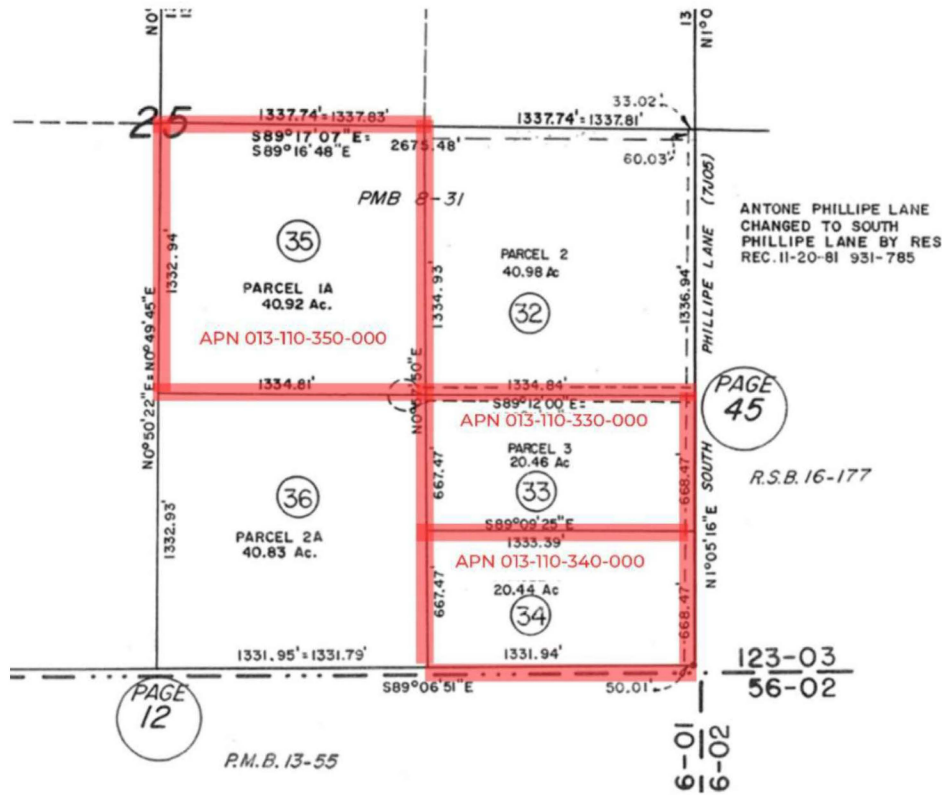 N0°
13
N1°0
33.02'
25
1337.74'=1337.83'
1337.74'=1337.81'
S89°17'07"E=
S89°16'48"E
2675.48'
60.03'
PMB 8-31
PHILLIPE LANE (7J05)
ANTONE PHILLIPE LANE
CHANGED TO SOUTH
PHILLIPE LANE BY RES
REC.11-20-81 931-785
35
1332.94'
PARCEL 1A
40.92 Ac.
APN 013-110-350-000
1334.93'
PARCEL 2
40.98 Ac
32
1336.94'
N0°50'22"E=N0°49'45"E
1334.81'
1334.84'
S89°12'00"E=
PAGE
45
APN 013-110-330-000
PARCEL 3
20.46 Ac
33
667.47
668.47'
R.S.B. 16-177
36
PARCEL 2A
40.83 Ac.
1332.93'
S89°09'25"E
1333.39'
APN 013-110-340-000
20.44 Ac
34
667.47'
668.47'
N1°05'16"E SOUTH
1331.95'=1331.79'
1331.94'
S89°06'51"E
50.01'
123-03
56-02
PAGE
12
P.M.B. 13-55
6-01
6-02